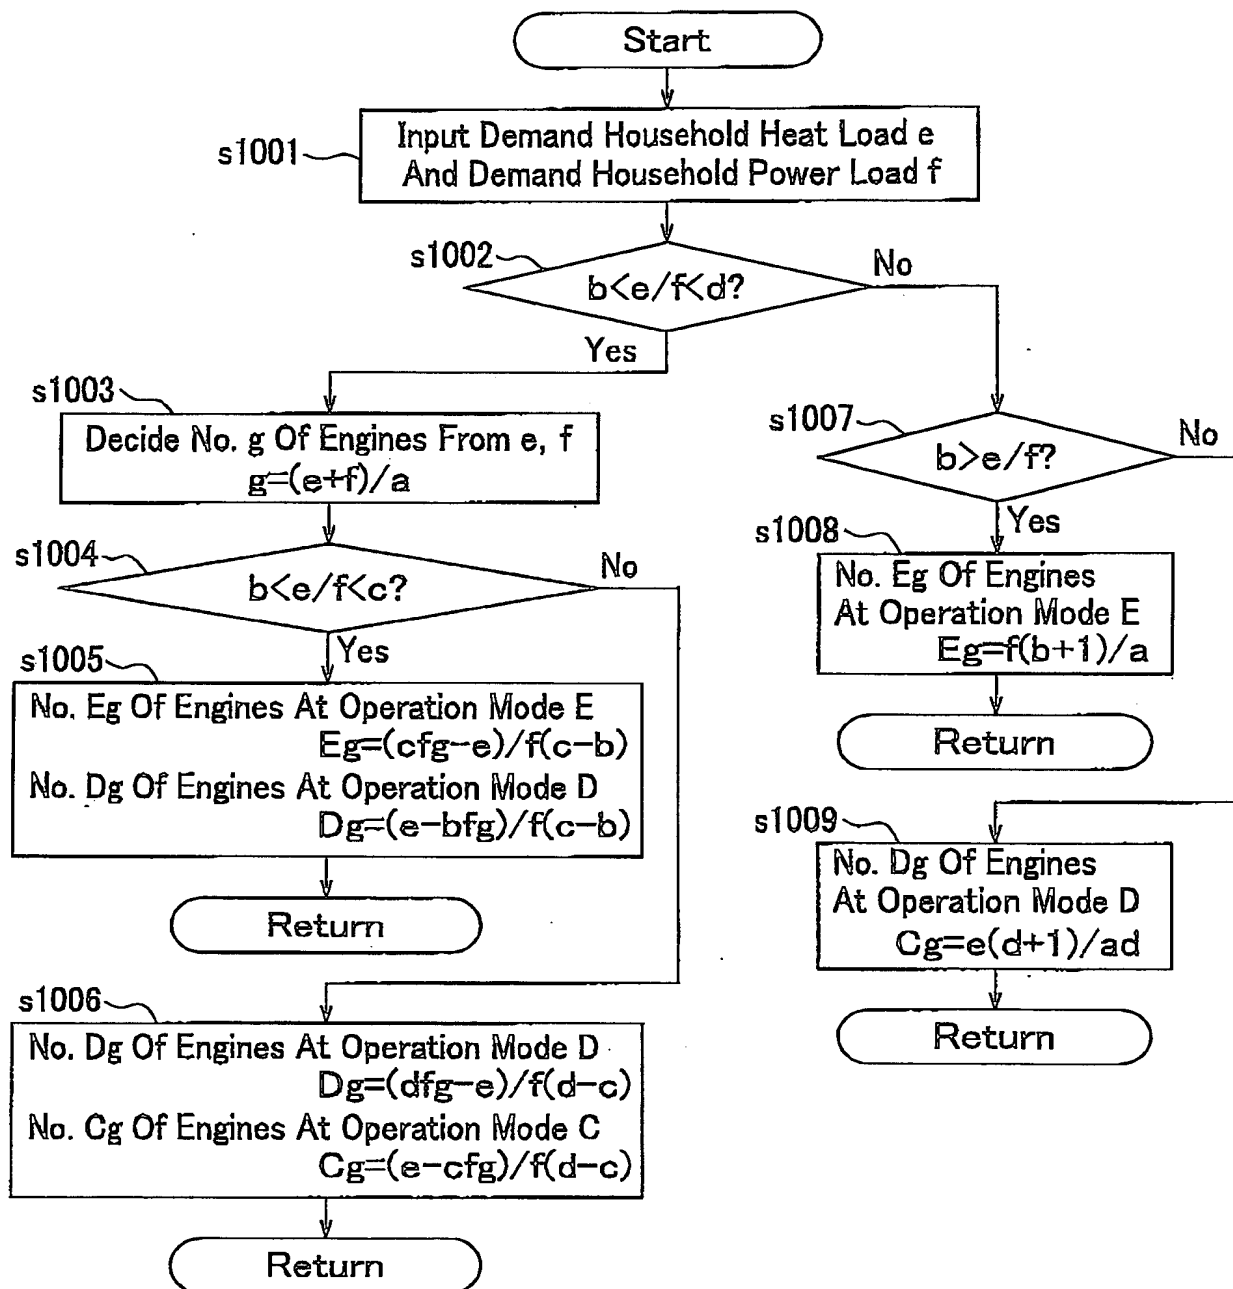 Start
s1001
Input Demand Household Heat Load e
And Demand Household Power Load f
s1002
b<e/f<d?
No
Yes
s1003
Decide No. g Of Engines From e, f
g=(e+f)/a
s1004
b<e/f<c?
No
Yes
s1005
No. Eg Of Engines At Operation Mode E
Eg=(cfg-e)/f(c-b)
No. Dg Of Engines At Operation Mode D
Dg=(e-bfg)/f(c-b)
Return
s1006
No. Dg Of Engines At Operation Mode D
Dg=(dfg-e)/f(d-c)
No. Cg Of Engines At Operation Mode C
Cg=(e-cfg)/f(d-c)
Return
s1007
b>e/f?
No
Yes
s1008
No. Eg Of Engines
At Operation Mode E
Eg=f(b+1)/a
Return
s1009
No. Dg Of Engines
At Operation Mode D
Cg=e(d+1)/ad
Return